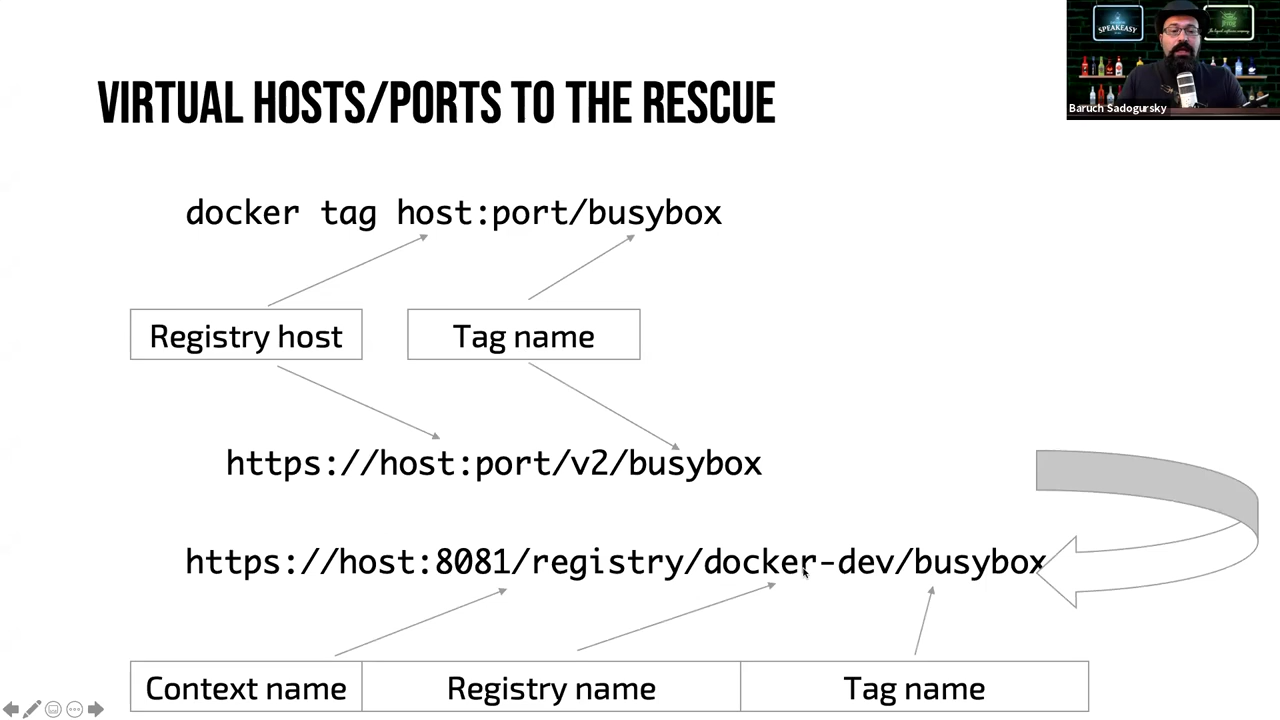 SPEAKEASY
Baruch Sadogursky
VIRTUAL HOSTS/PORTS TO THE RESCUE
docker tag host:port/busybox
Registry host
Tag name
https://host:port/v2/busybox
https://host:8081/registry/docker-dev/busybox
Context name
Registry name
Tag name